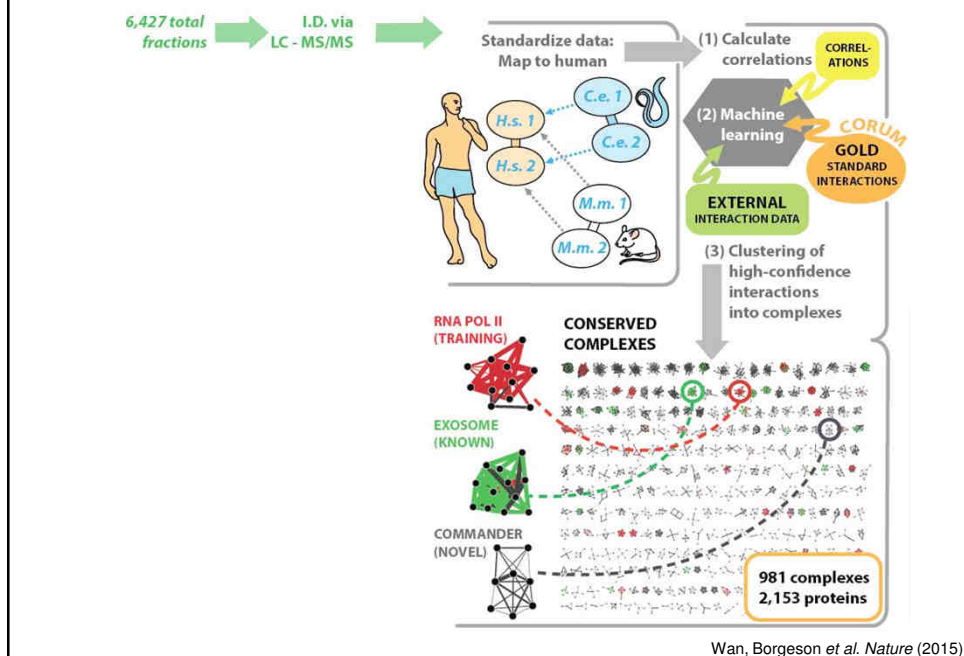 6,427 total
fractions
I.D. via
LC - MS/MS
Standardize data:
Map to human
(1) Calculate
correlations
CORREL-
ATIONS
C.e. 1
H.s. 1
C.e. 2
H.s. 2
M.m. 1
M.m. 2
(2) Machine
learning
CORUM
GOLD
STANDARD
INTERACTIONS
EXTERNAL
INTERACTION DATA
(3) Clustering of
high-confidence
interactions
into complexes
RNA POL II
(TRAINING)
CONSERVED
COMPLEXES
EXOSOME
(KNOWN)
COMMANDER
(NOVEL)
981 complexes
2,153 proteins
Wan, Borgeson et al. Nature (2015)